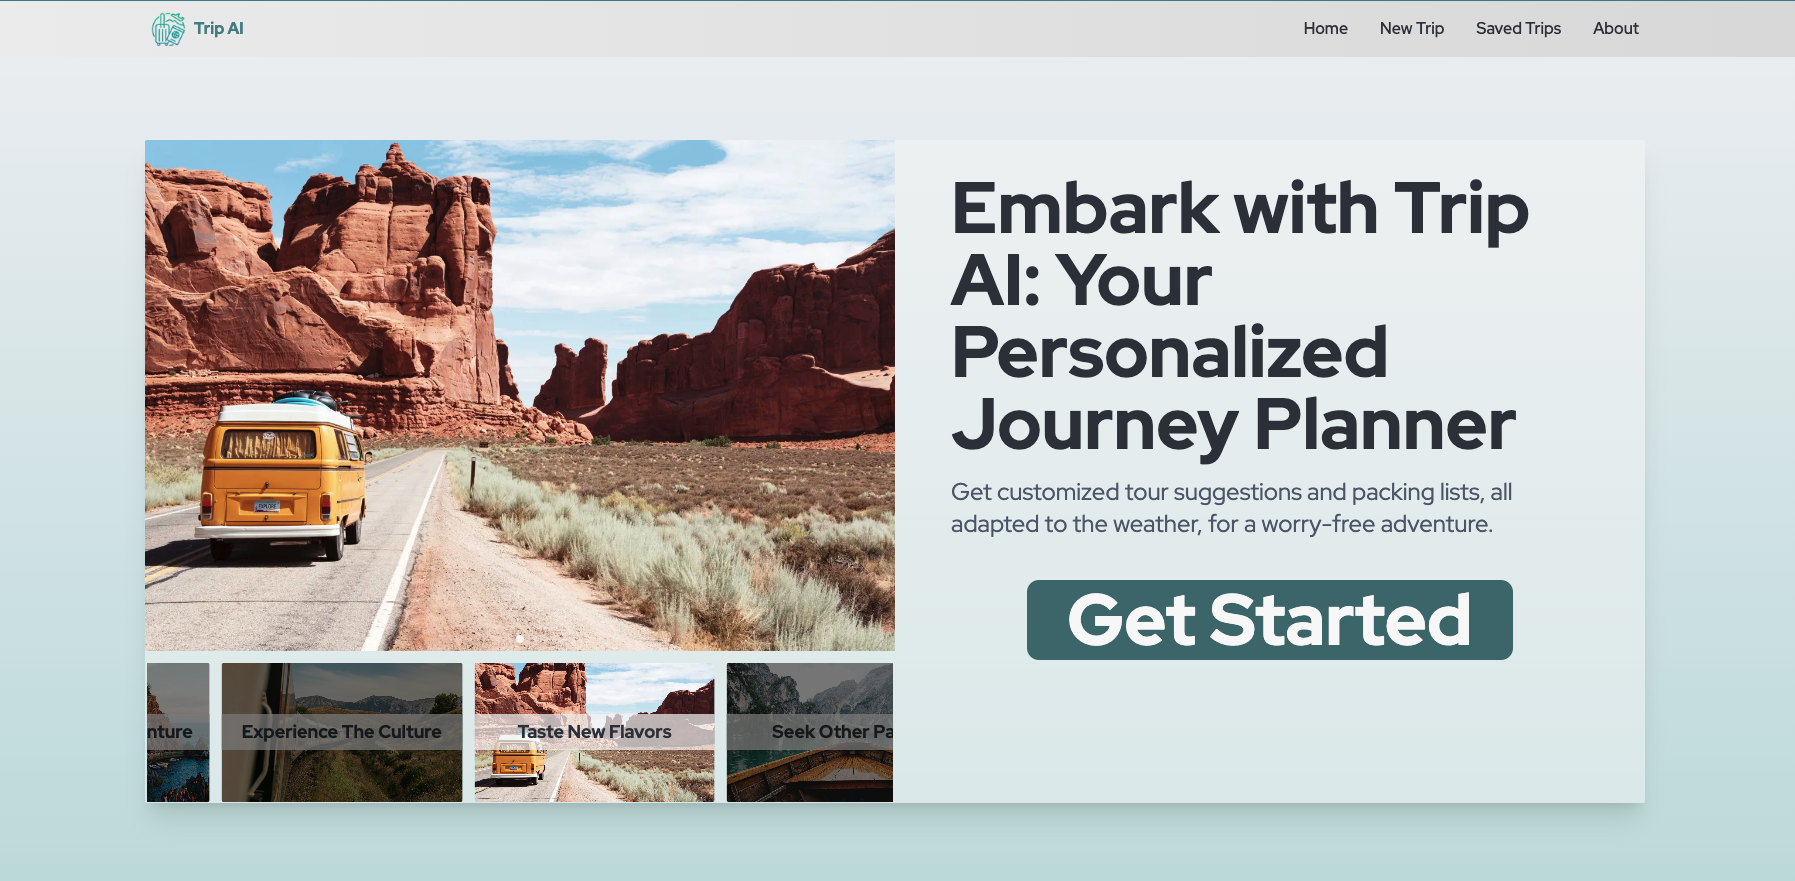 Trip AI
Home
New Trip
Saved Trips
About
Embark with Trip
AI: Your
Personalized
Journey Planner
Get customized tour suggestions and packing lists, all
adapted to the weather, for a worry-free adventure.
Get Started
EXPLORE
nture
Experience The Culture
Taste New Flavors
Seek Other Pa